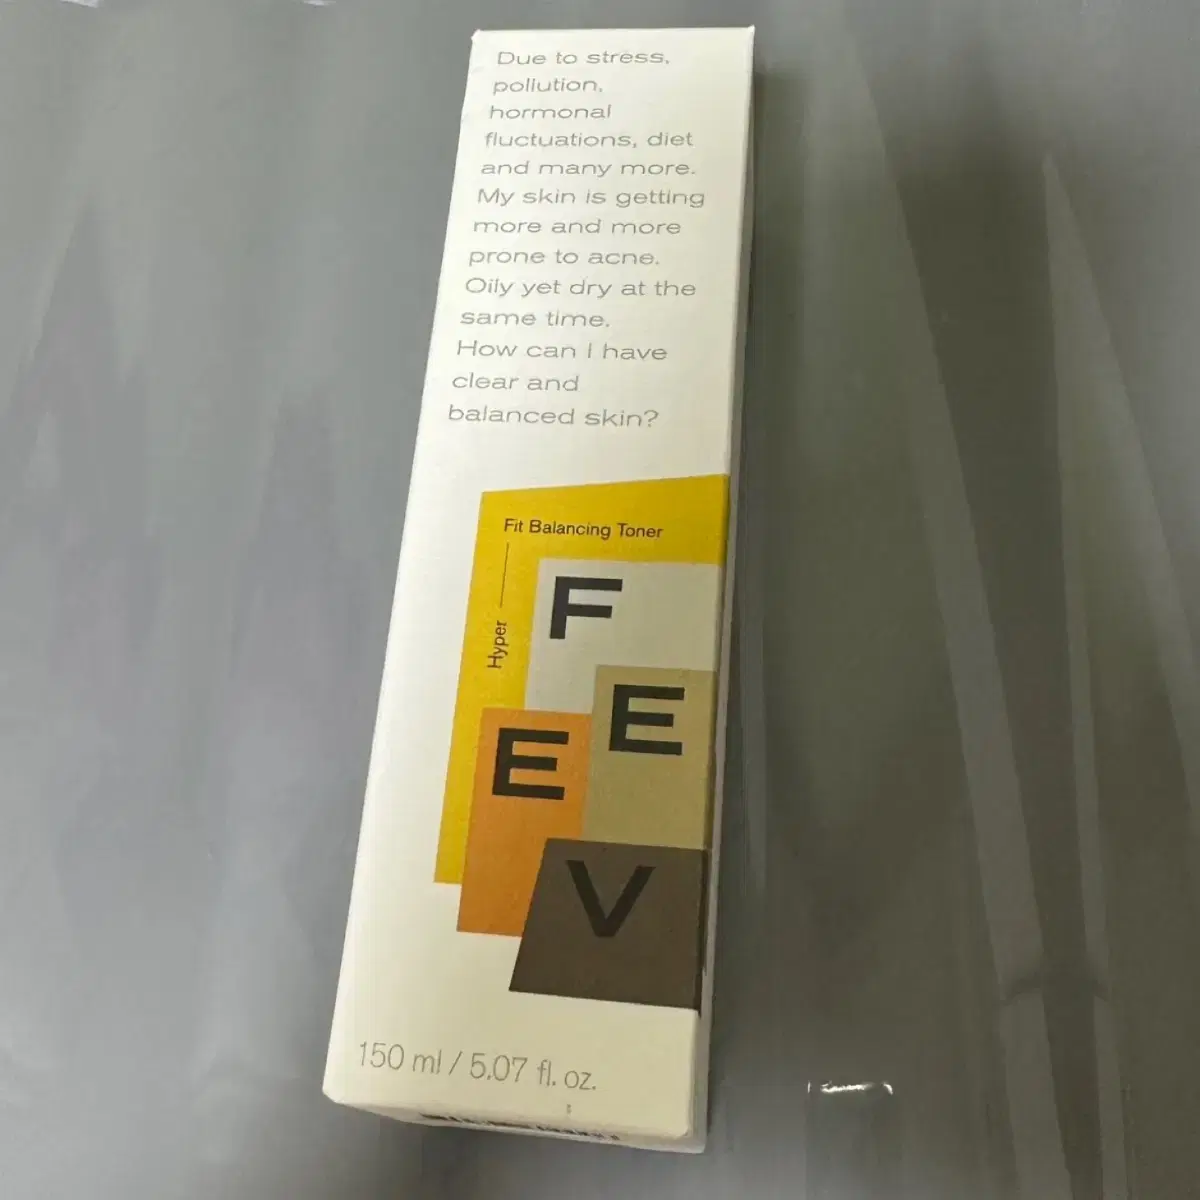 Due to stress,
pollution,
hormonal
fluctuations, diet
and many more.
My skin is getting
more and more
prone to acne.
Oily yet dry at the
same time.
How can I have
clear and
balanced skin?
Fit Balancing Toner
Hyper
F
E
E
V
150 ml / 5.07 fl. oz.